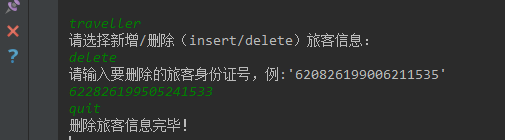 traveller
请选择新增/删除（insert/delete）旅客信息：
delete
请输入要删除的旅客身份证号，例:'620826199006211535'
622826199505241533
quit
删除旅客信息完毕!